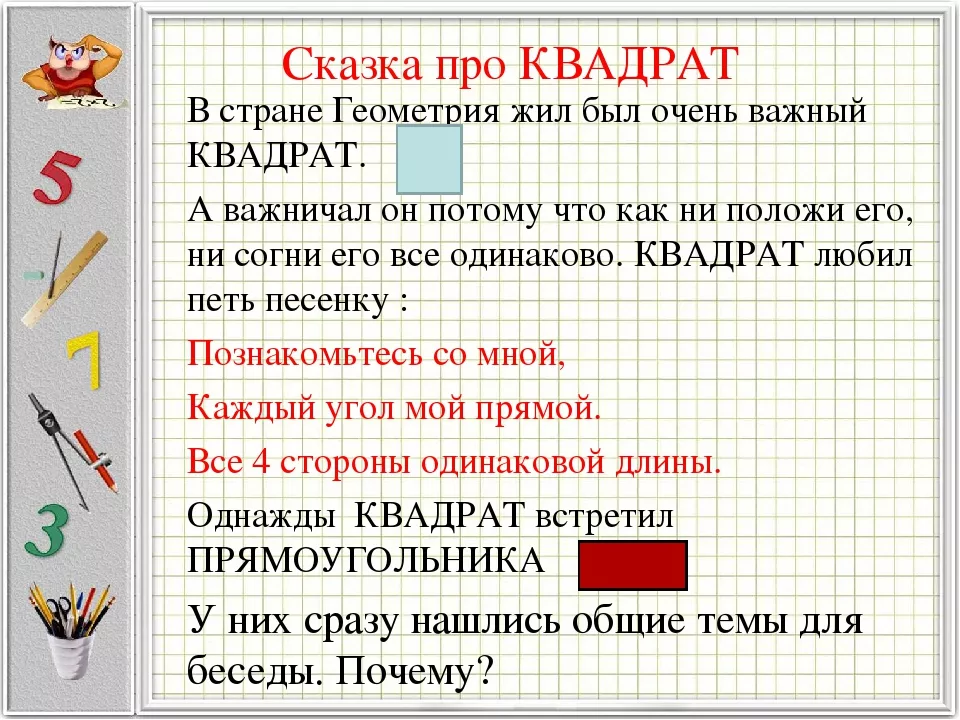 Сказка про КВАДРАТ
В стране Геометрия жил был очень важный
КВАДРАТ.
А важничал он потому что как ни положи его,
ни согни его все одинаково. КВАДРАТ любил
петь песенку :
Познакомьтесь со мной,
Каждый угол мой прямой.
Все 4 стороны одинаковой длины.
Однажды КВАДРАТ встретил
ПРЯМОУГОЛЬНИКА
У них сразу нашлись общие темы для
беседы. Почему?
5
7
3